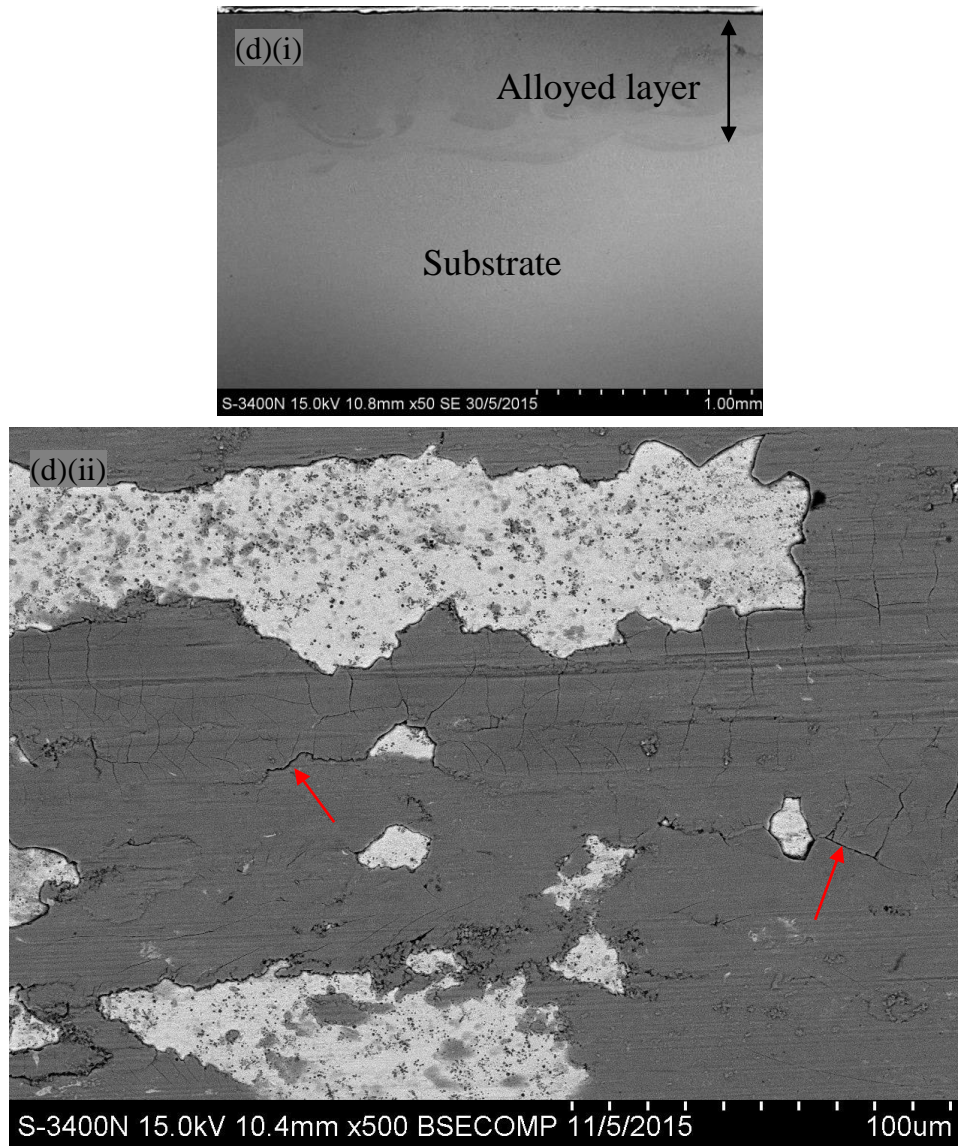 (d)(i)
Alloyed layer
Substrate
S-3400N 15.0kV 10.8mm x50 SE 30/5/2015 1.00mm
(d)(ii)
S-3400N 15.0kV 10.4mm x500 BSECOMP 11/5/2015 100um